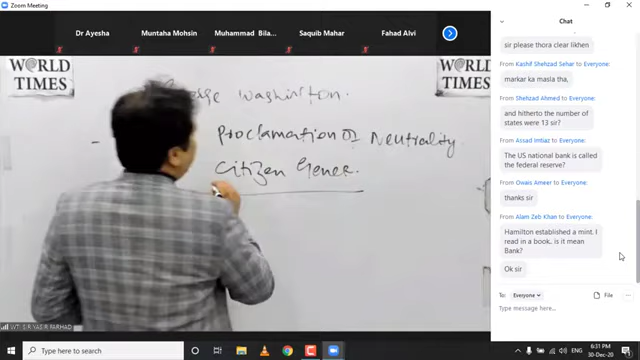 Zoom Meeting
Dr Ayesha
Muntaha Mohsin
Muhammad Bila...
Saquib Mahar
Fahad Alvi
WORLD
TIMES
WORLD
TIMES
Washington.
Proclamation of Neutrality
Citizen Genet.
WT: SIR YASIR FARHAD
Chat
sir please thora clear likhen
From Kashif Shehzad Sehar to Everyone:
markar ka masla tha,
From Shehzad Ahmed to Everyone:
and hitherto the number of
states were 13 sir?
From Assad Imtiaz to Everyone:
The US national bank is called
the federal reserve?
From Owais Ameer to Everyone:
thanks sir
From Alam Zeb Khan to Everyone:
Hamilton established a mint. I
read in a book.. is it mean
Bank?
Ok sir
To: Everyone
File
Type message here...
Type here to search
6:31 PM
30-Dec-20